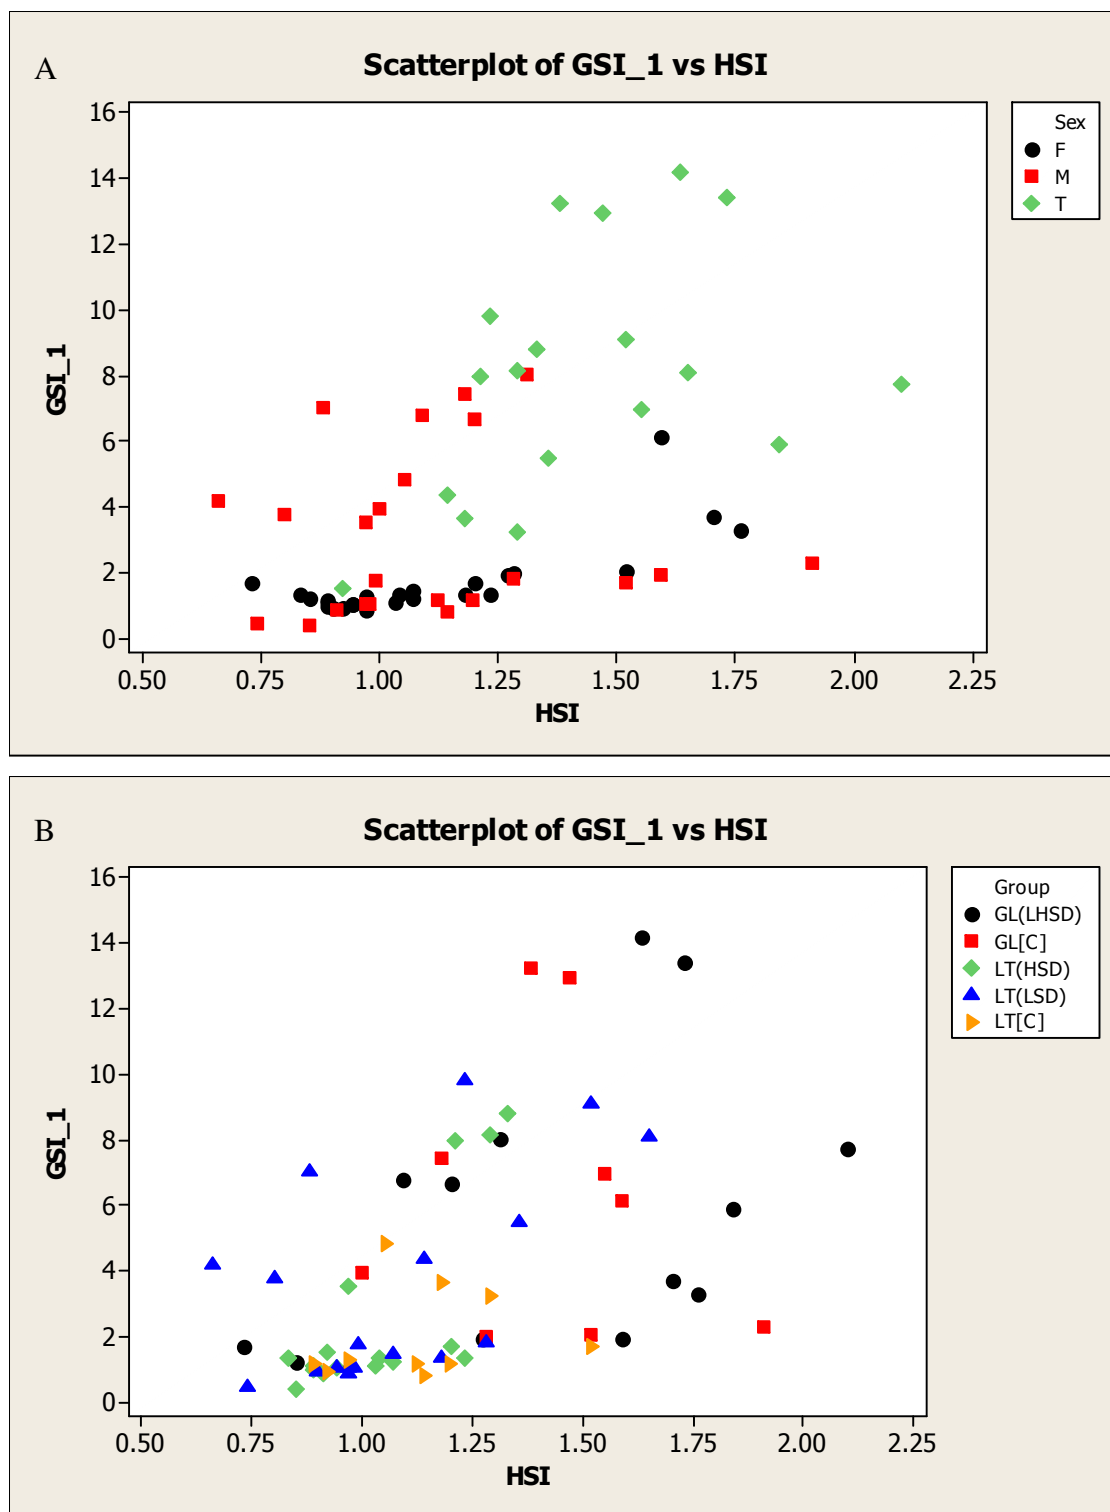 A
Scatterplot of GSI_1 vs HSI
16
14
12
10
8
6
4
2
0
GSI_1
0.50 0.75 1.00 1.25 1.50 1.75 2.00 2.25
HSI
Sex
F
M
T
B
Scatterplot of GSI_1 vs HSI
16
14
12
10
8
6
4
2
0
GSI_1
0.50 0.75 1.00 1.25 1.50 1.75 2.00 2.25
HSI
Group
GL(LHSD)
GL[C]
LT(HSD)
LT(LSD)
LT[C]